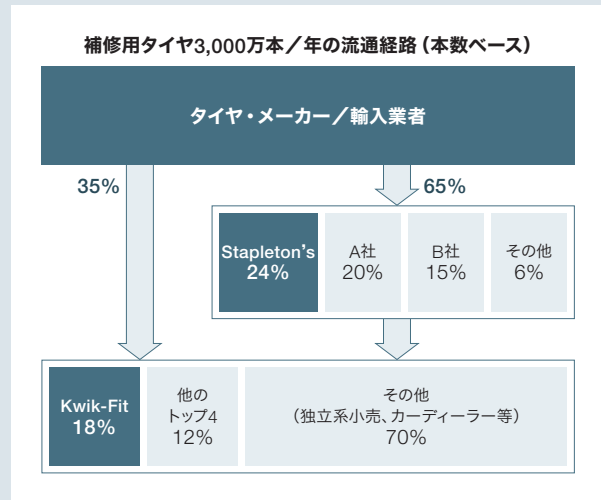 補修用タイヤ3,000万本／年の流通経路（本数ベース）
タイヤ・メーカー／輸入業者
35%
65%
Stapleton's
24%
A社
20%
B社
15%
その他
6%
Kwik-Fit
18%
他の
トップ4
12%
その他
（独立系小売、カーディーラー等）
70%